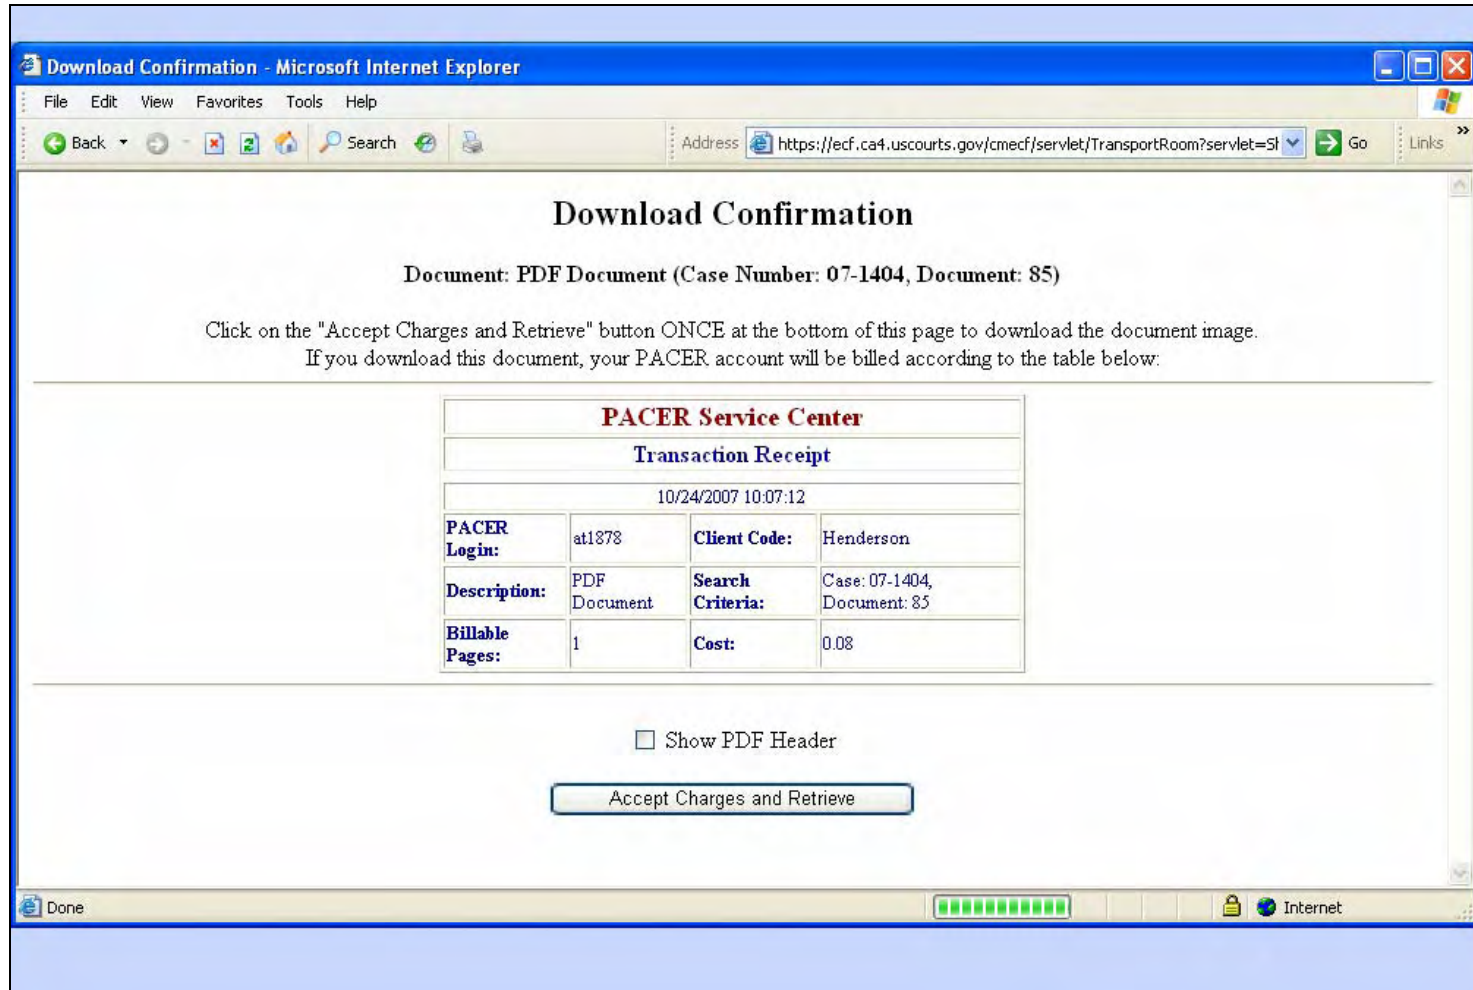 Download Confirmation - Microsoft Internet Explorer
File Edit View Favorites Tools Help
Back Search Address https://ecf.ca4.uscourts.gov/cmecf/servlet/TransportRoom?servlet=Sh Go Links »
Download Confirmation
Document: PDF Document (Case Number: 07-1404, Document: 85)
Click on the "Accept Charges and Retrieve" button ONCE at the bottom of this page to download the document image.
If you download this document, your PACER account will be billed according to the table below:
PACER Service Center
Transaction Receipt
10/24/2007 10:07:12
PACER Login: at1878 Client Code: Henderson
Description: PDF Document Search Criteria: Case: 07-1404, Document: 85
Billable Pages: 1 Cost: 0.08
Show PDF Header
Accept Charges and Retrieve
Done Internet